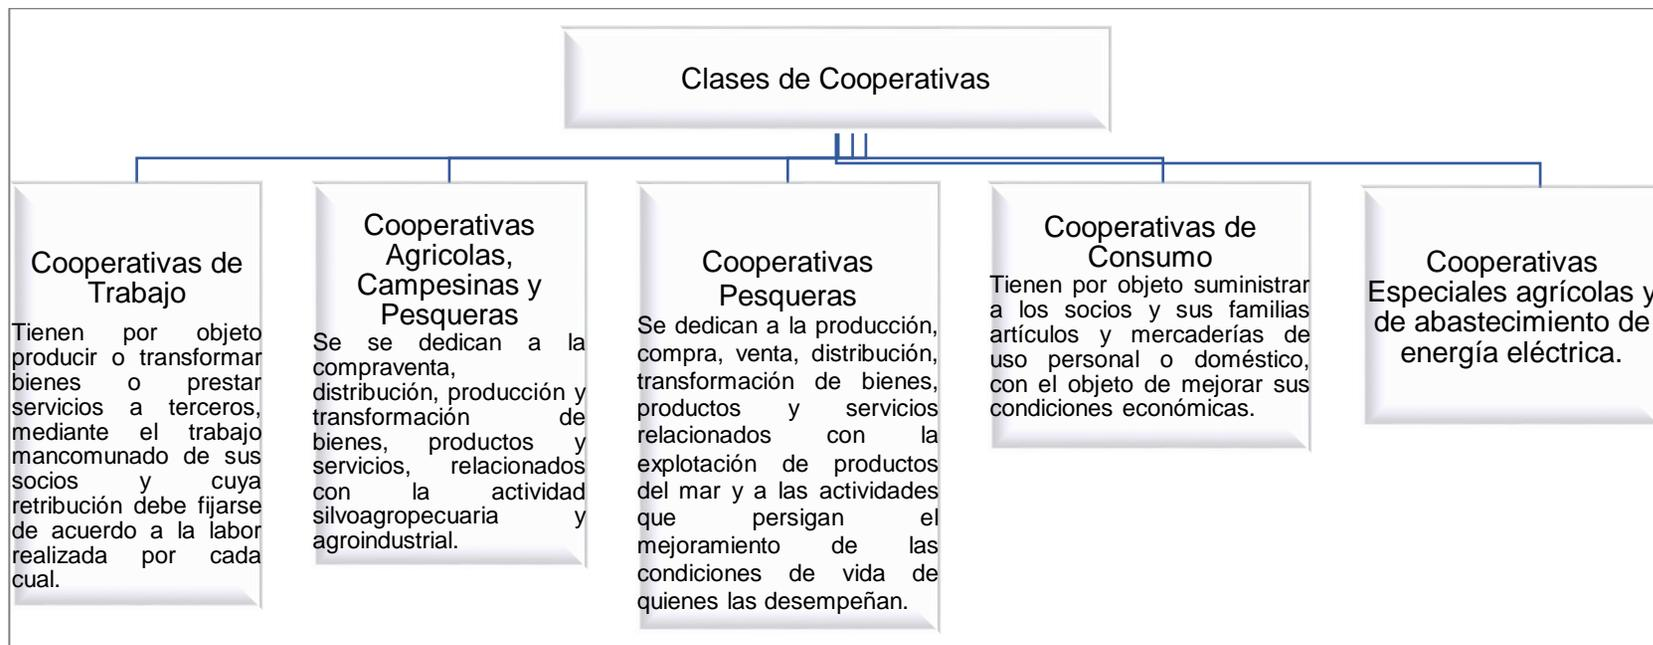 Clases de Cooperativas
Cooperativas de
Trabajo
Tienen por objeto
producir o transformar
bienes o prestar
servicios a terceros,
mediante el trabajo
mancomunado de sus
socios y cuya
retribución debe fijarse
de acuerdo a la labor
realizada por cada
cual.
Cooperativas
Agricolas,
Campesinas y
Pesqueras
Se se dedican a la
compraventa,
distribución, producción y
transformación de
bienes, productos y
servicios, relacionados
con la actividad
silvoagropecuaria y
agroindustrial.
Cooperativas
Pesqueras
Se dedican a la producción,
compra, venta, distribución,
transformación de bienes,
productos y servicios
relacionados con la
explotación de productos
del mar y a las actividades
que persigan el
mejoramiento de las
condiciones de vida de
quienes las desempeñan.
Cooperativas de
Consumo
Tienen por objeto suministrar
a los socios y sus familias
artículos y mercaderías de
uso personal o doméstico,
con el objeto de mejorar sus
condiciones económicas.
Cooperativas
Especiales agrícolas y
de abastecimiento de
energía eléctrica.